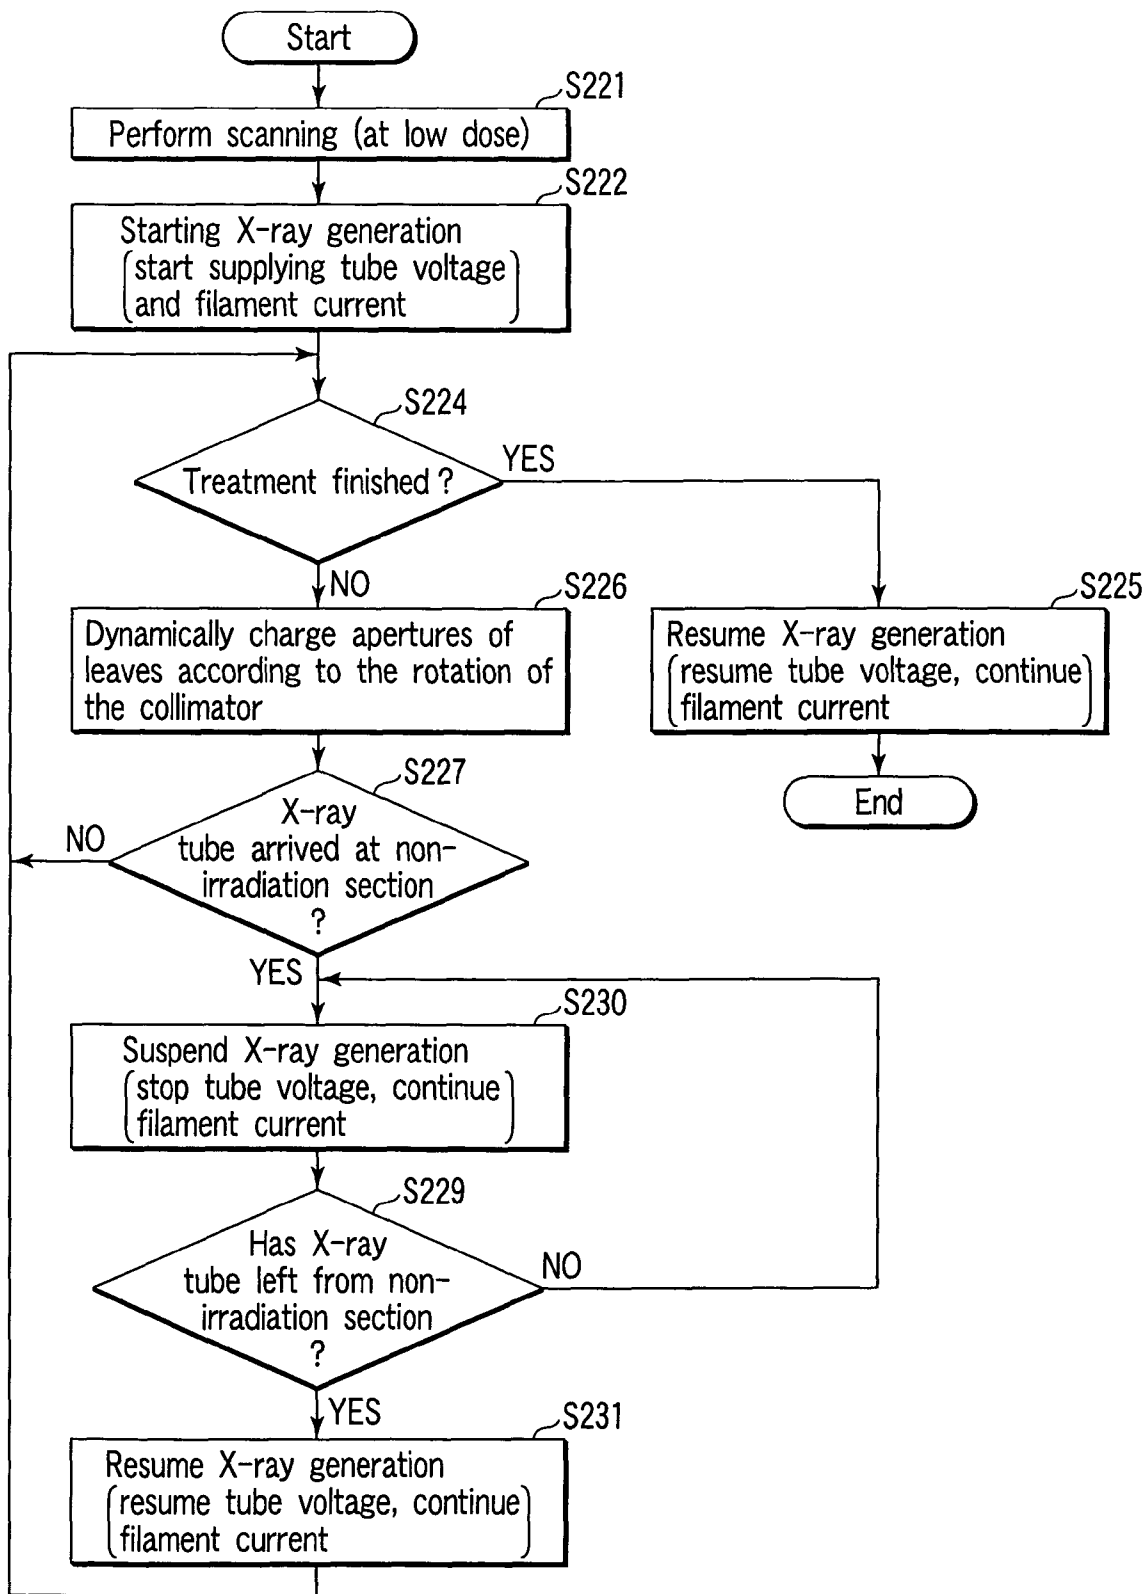 Start
S221
Perform scanning (at low dose)
S222
Starting X-ray generation
(start supplying tube voltage
and filament current)
S224
Treatment finished ?
YES
NO
S226
Dynamically charge apertures of
leaves according to the rotation of
the collimator
S225
Resume X-ray generation
(resume tube voltage, continue
filament current)
End
S227
X-ray
tube arrived at non-
irradiation section
?
NO
YES
S230
Suspend X-ray generation
(stop tube voltage, continue
filament current)
S229
Has X-ray
tube left from non-
irradiation section
?
NO
YES
S231
Resume X-ray generation
(resume tube voltage, continue
filament current)